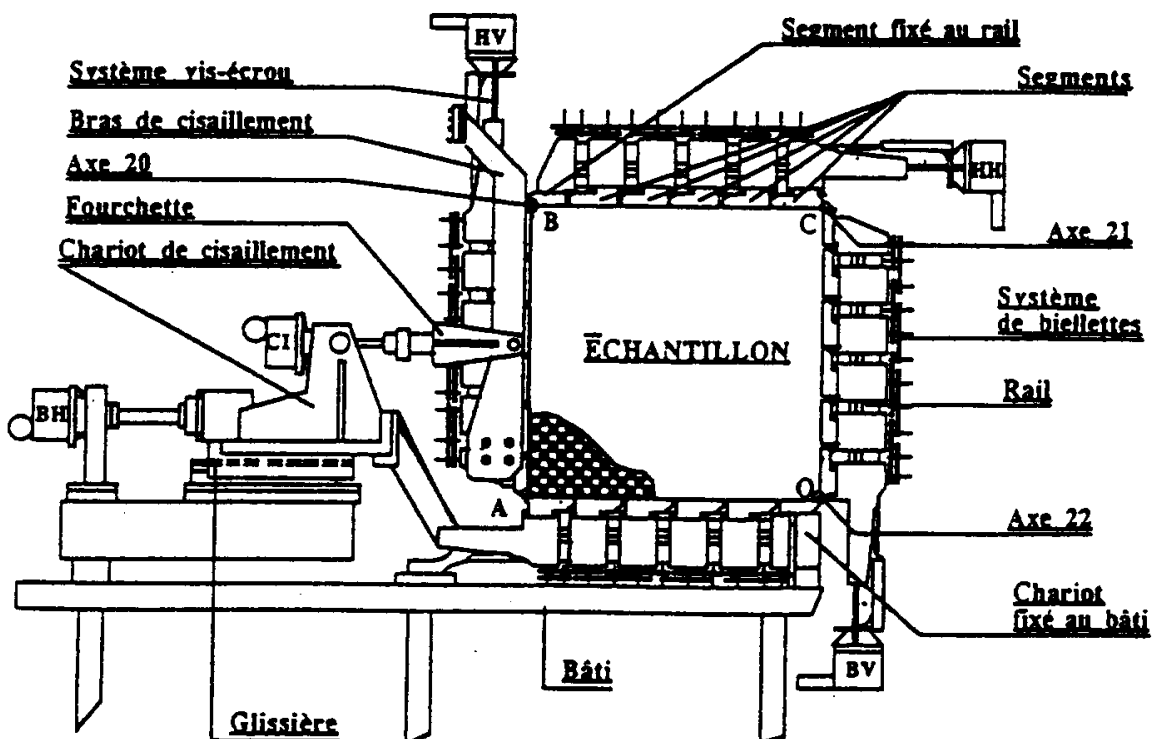 HV
Segment fixé au rail
Système vis-écrou
Segments
Bras de cisaillement
Axe 20
HH
Fourchette
B
C
Axe 21
Chariot de cisaillement
Système
de biellettes
CI
ÉCHANTILLON
Rail
BH
A
O
Axe 22
Chariot
fixé au bâti
BV
Bâti
Glissière